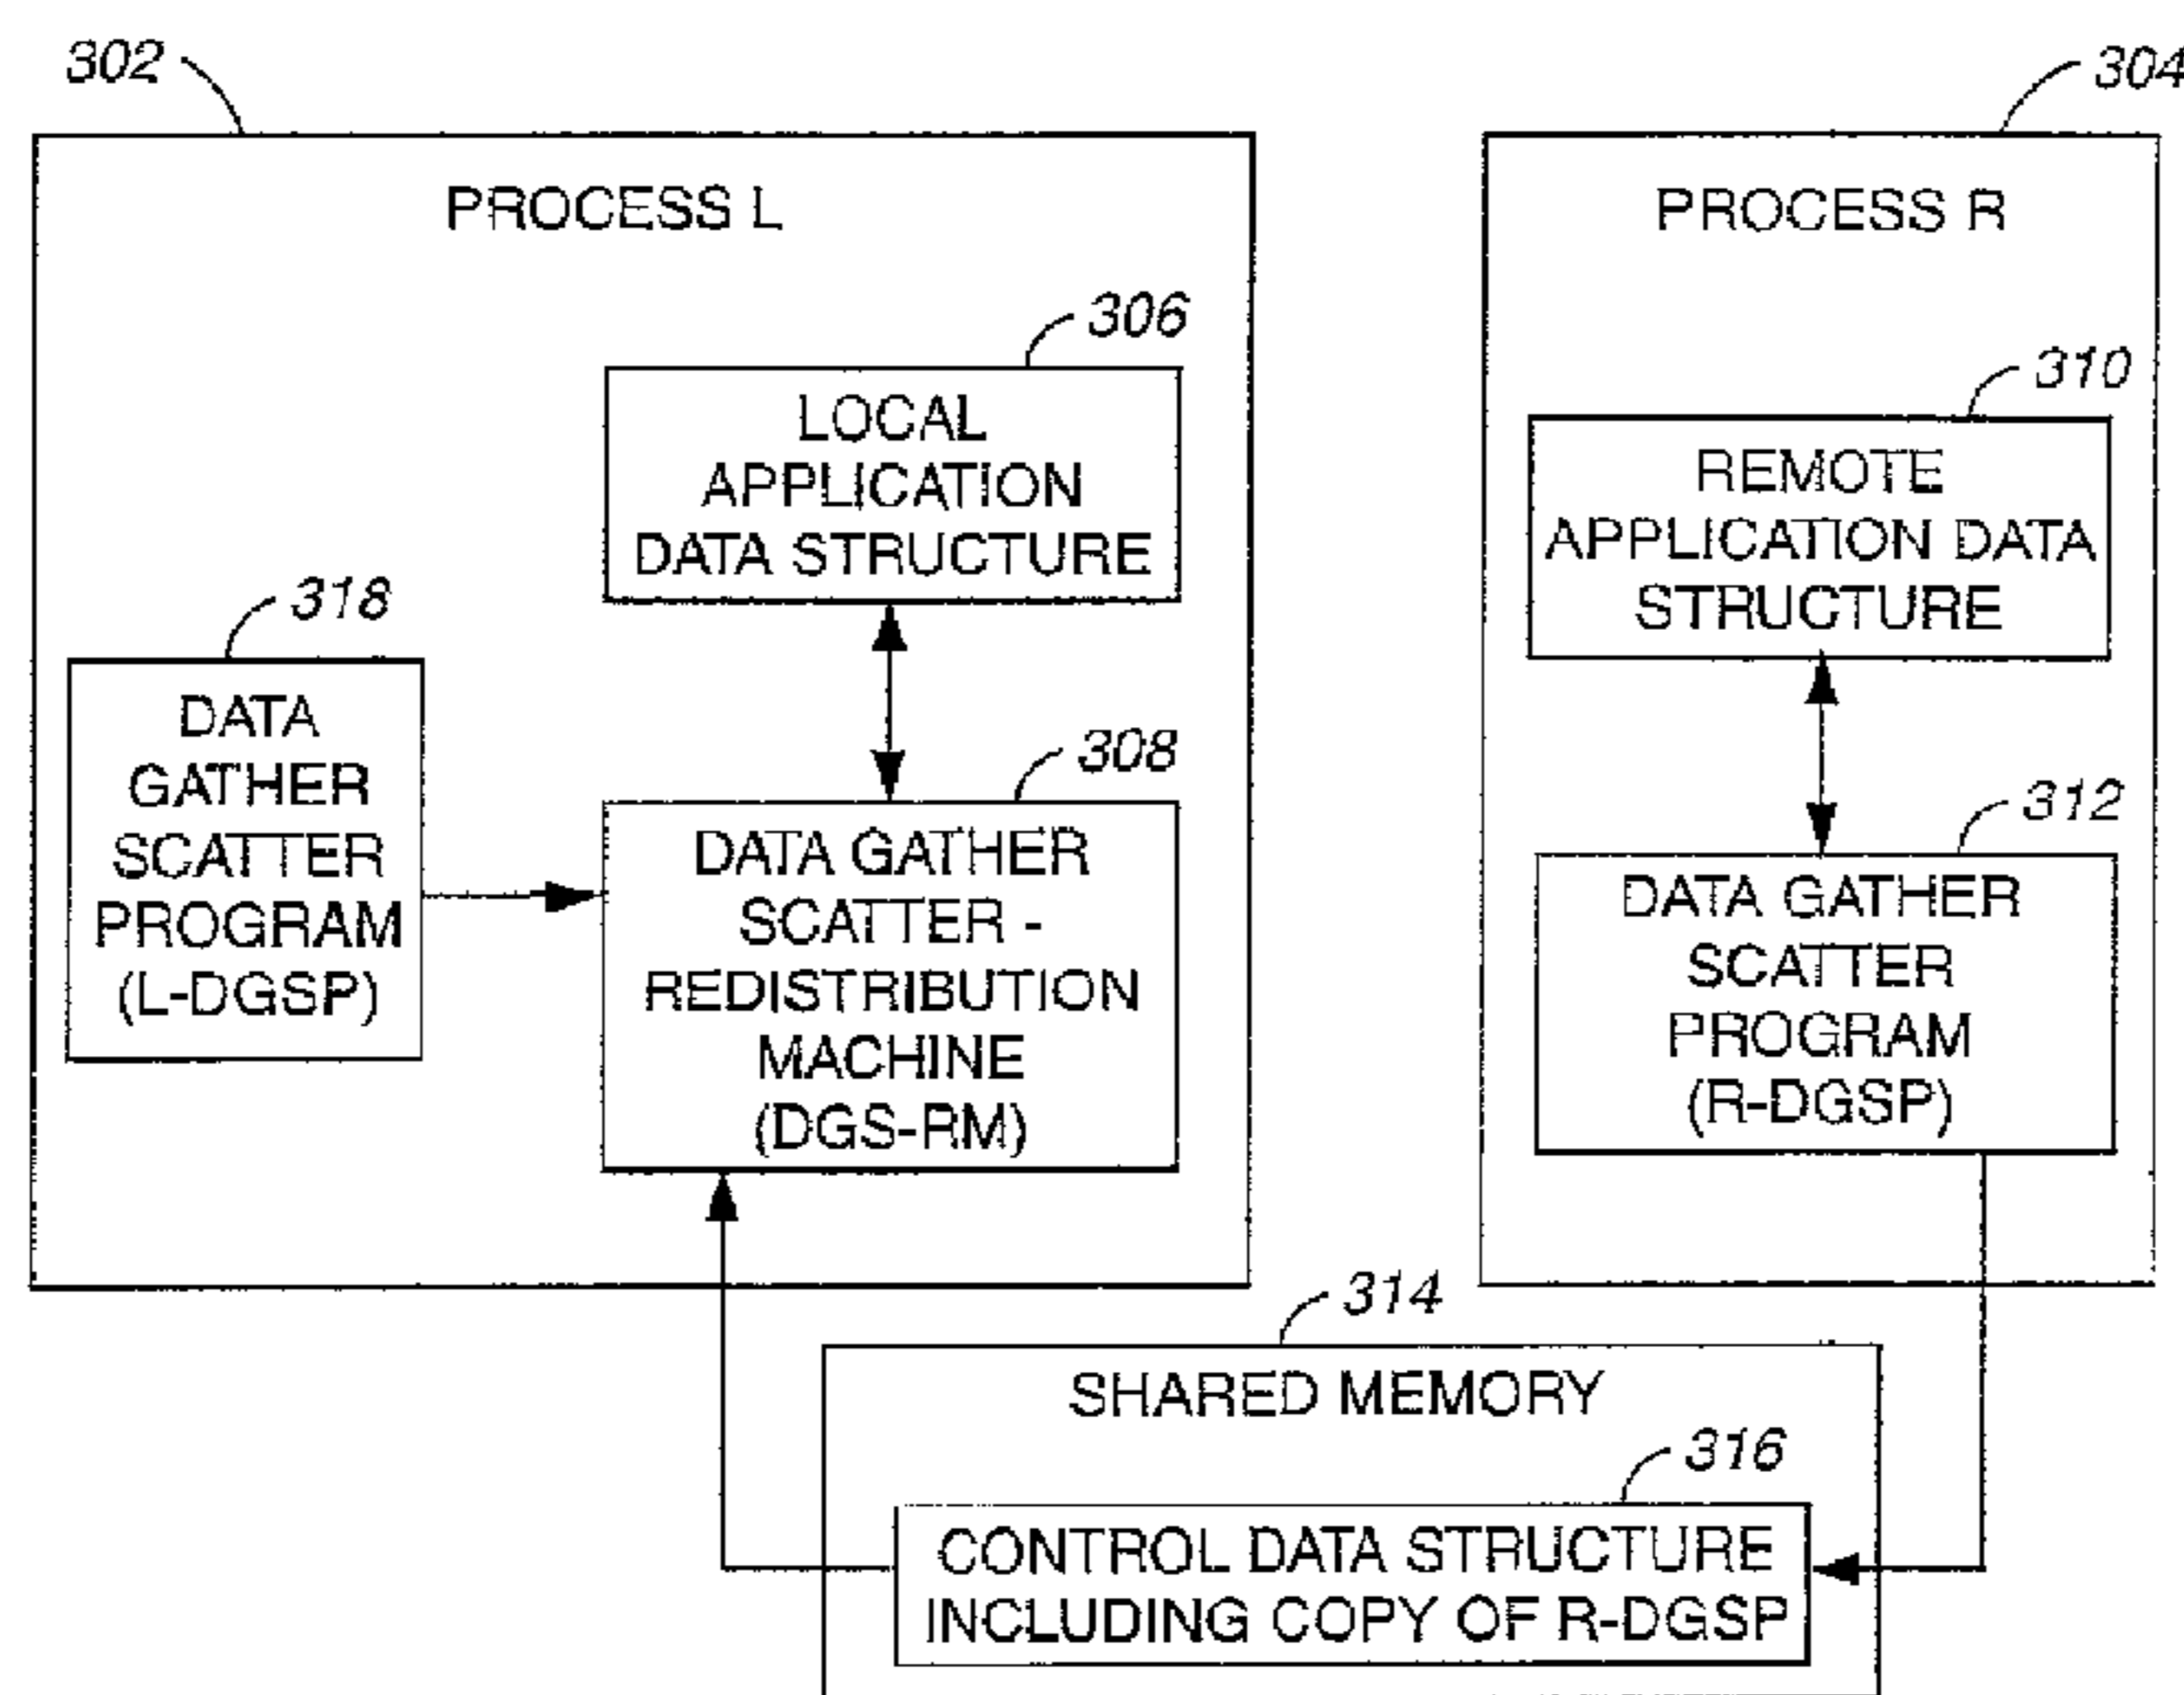 302
304
PROCESS L
PROCESS R
306
LOCAL
APPLICATION
DATA STRUCTURE
310
REMOTE
APPLICATION DATA
STRUCTURE
318
DATA
GATHER
SCATTER
PROGRAM
(L-DGSP)
308
DATA GATHER
SCATTER -
REDISTRIBUTION
MACHINE
(DGS-RM)
312
DATA GATHER
SCATTER
PROGRAM
(R-DGSP)
314
SHARED MEMORY
316
CONTROL DATA STRUCTURE
INCLUDING COPY OF R-DGSP